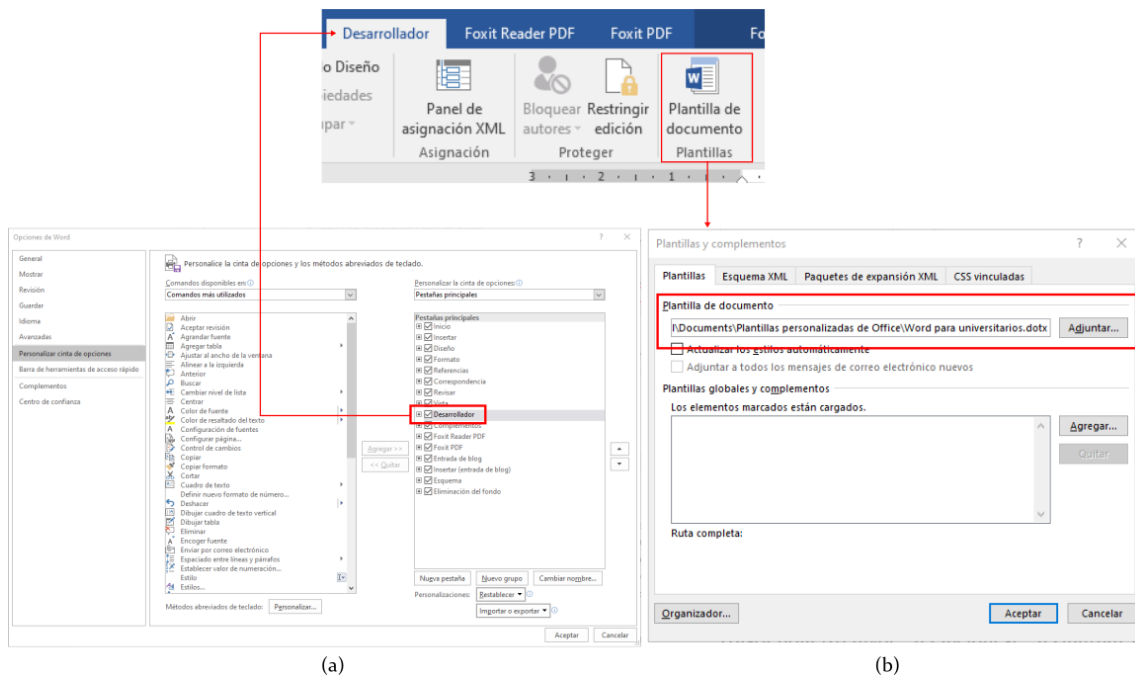 Desarrollador Foxit Reader PDF Foxit PDF Fo
o Diseño
iedades
upar
Panel de
asignación XML
Asignación
Bloquear Restringir
autores edición
Proteger
Plantilla de
documento
Plantillas
3 2 1
Opciones de Word ? ×
General
Mostrar
Revisión
Guardar
Idioma
Avanzadas
Personalizar cinta de opciones
Barra de herramientas de acceso rápido
Complementos
Centro de confianza
Personalice la cinta de opciones y los métodos abreviados de teclado.
Comandos disponibles en:
Comandos más utilizados
Abrir
Aceptar revisión
Agrandar fuente
Agregar tabla
Ajustar al ancho de la ventana
Alinear a la izquierda
Anterior
Buscar
Cambiar nivel de lista
Centrar
Color de fuente
Color de resaltado del texto
Configuración de fuentes
Configurar página...
Control de cambios
Copiar
Copiar formato
Cortar
Cuadro de texto
Definir nuevo formato de número...
Deshacer
Dibujar cuadro de texto vertical
Dibujar tabla
Eliminar
Encoger fuente
Enviar por correo electrónico
Espaciado entre líneas y párrafos
Establecer valor de numeración...
Estilo
Estilos...
Métodos abreviados de teclado: Personalizar...
Agregar >>
<< Quitar
Personalizar la cinta de opciones:
Pestañas principales
Pestañas principales
Inicio
Insertar
Diseño
Formato
Referencias
Correspondencia
Revisar
Vista
Desarrollador
Complementos
Foxit Reader PDF
Foxit PDF
Entrada de blog
Insertar (entrada de blog)
Esquema
Eliminación del fondo
Nueva pestaña Nuevo grupo Cambiar nombre...
Personalizaciones: Restablecer
Importar o exportar
Aceptar Cancelar
(a)
Plantillas y complementos ? ×
Plantillas Esquema XML Paquetes de expansión XML CSS vinculadas
Plantilla de documento
l\Documents\Plantillas personalizadas de Office\Word para universitarios.dotx Adjuntar...
Actualizar los estilos automáticamente
Adjuntar a todos los mensajes de correo electrónico nuevos
Plantillas globales y complementos
Los elementos marcados están cargados.
Agregar...
Quitar
Ruta completa:
Organizador... Aceptar Cancelar
(b)